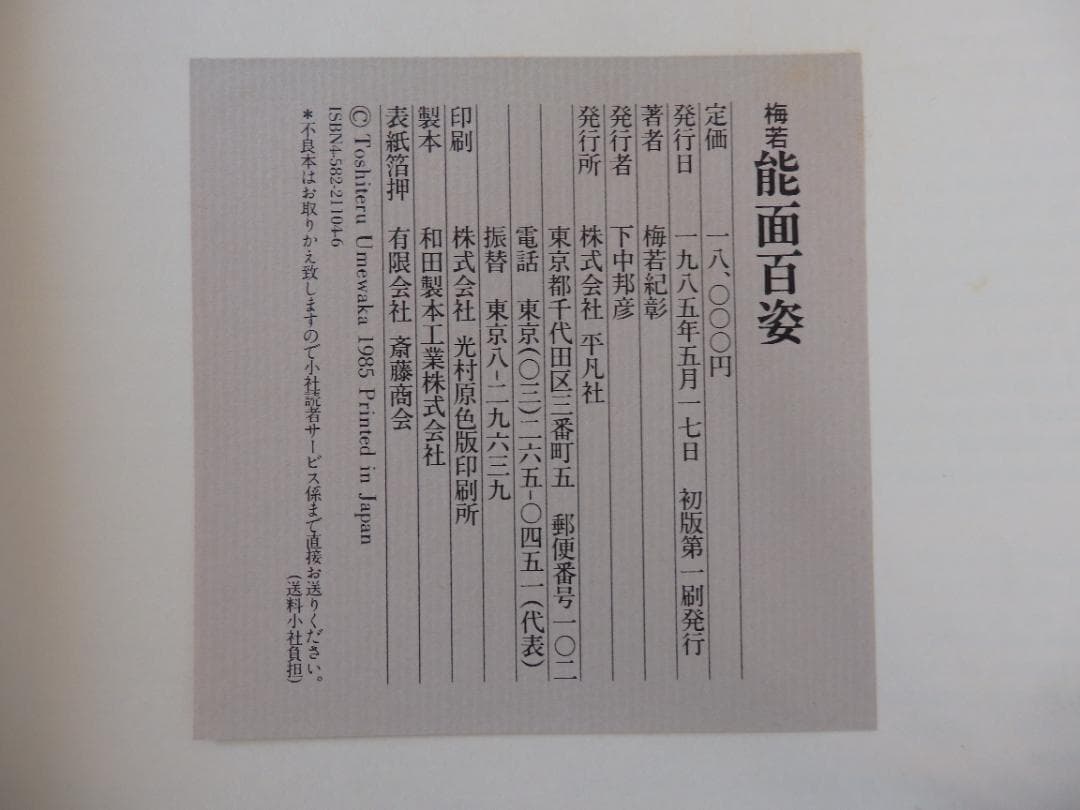 梅若能面百姿
定価 一八、〇〇〇円
発行日 一九八五年五月一七日 初版第一刷発行
著者 梅若紀彰
発行者 下中邦彦
発行所 株式会社 平凡社
東京都千代田区三番町五 郵便番号一〇二
電話 東京(〇三)二六五-〇四五一(代表)
振替 東京八-二九六三九
印刷 株式会社 光村原色版印刷所
製本 和田製本工業株式会社
表紙箔押 有限会社 斎藤商会
© Toshiteru Umewaka 1985 Printed in Japan
ISBN4-582-21104-6
*不良本はお取りかえ致しますので小社読者サービス係まで直接お送りください。
(送料小社負担)